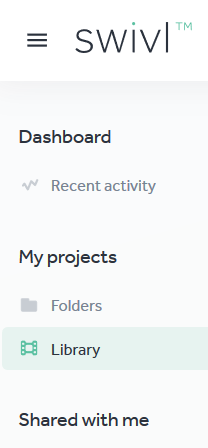 swivl™
Dashboard
Recent activity
My projects
Folders
Library
Shared with me